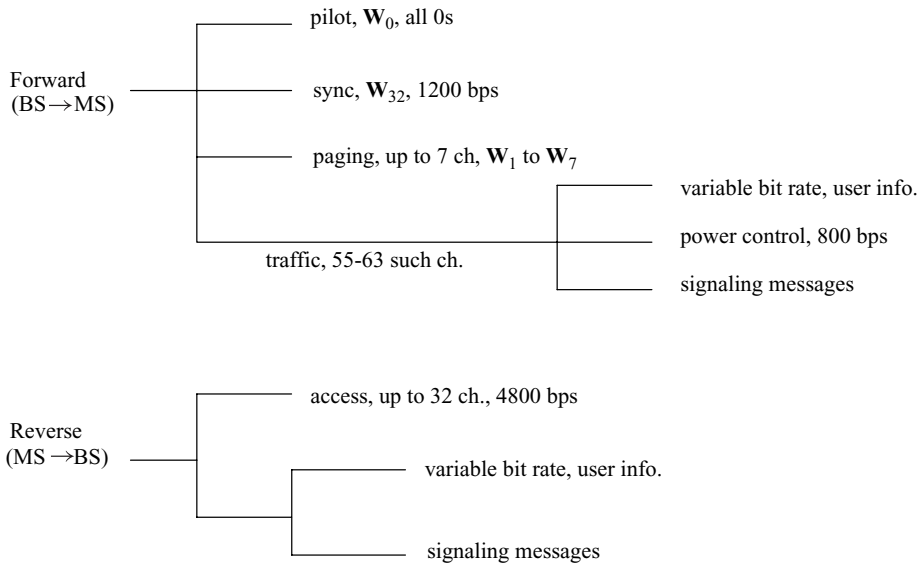 pilot, W0, all 0s
Forward
(BS→MS)
sync, W32, 1200 bps
paging, up to 7 ch, W1 to W7
variable bit rate, user info.
power control, 800 bps
traffic, 55-63 such ch.
signaling messages
access, up to 32 ch., 4800 bps
Reverse
(MS →BS)
variable bit rate, user info.
signaling messages